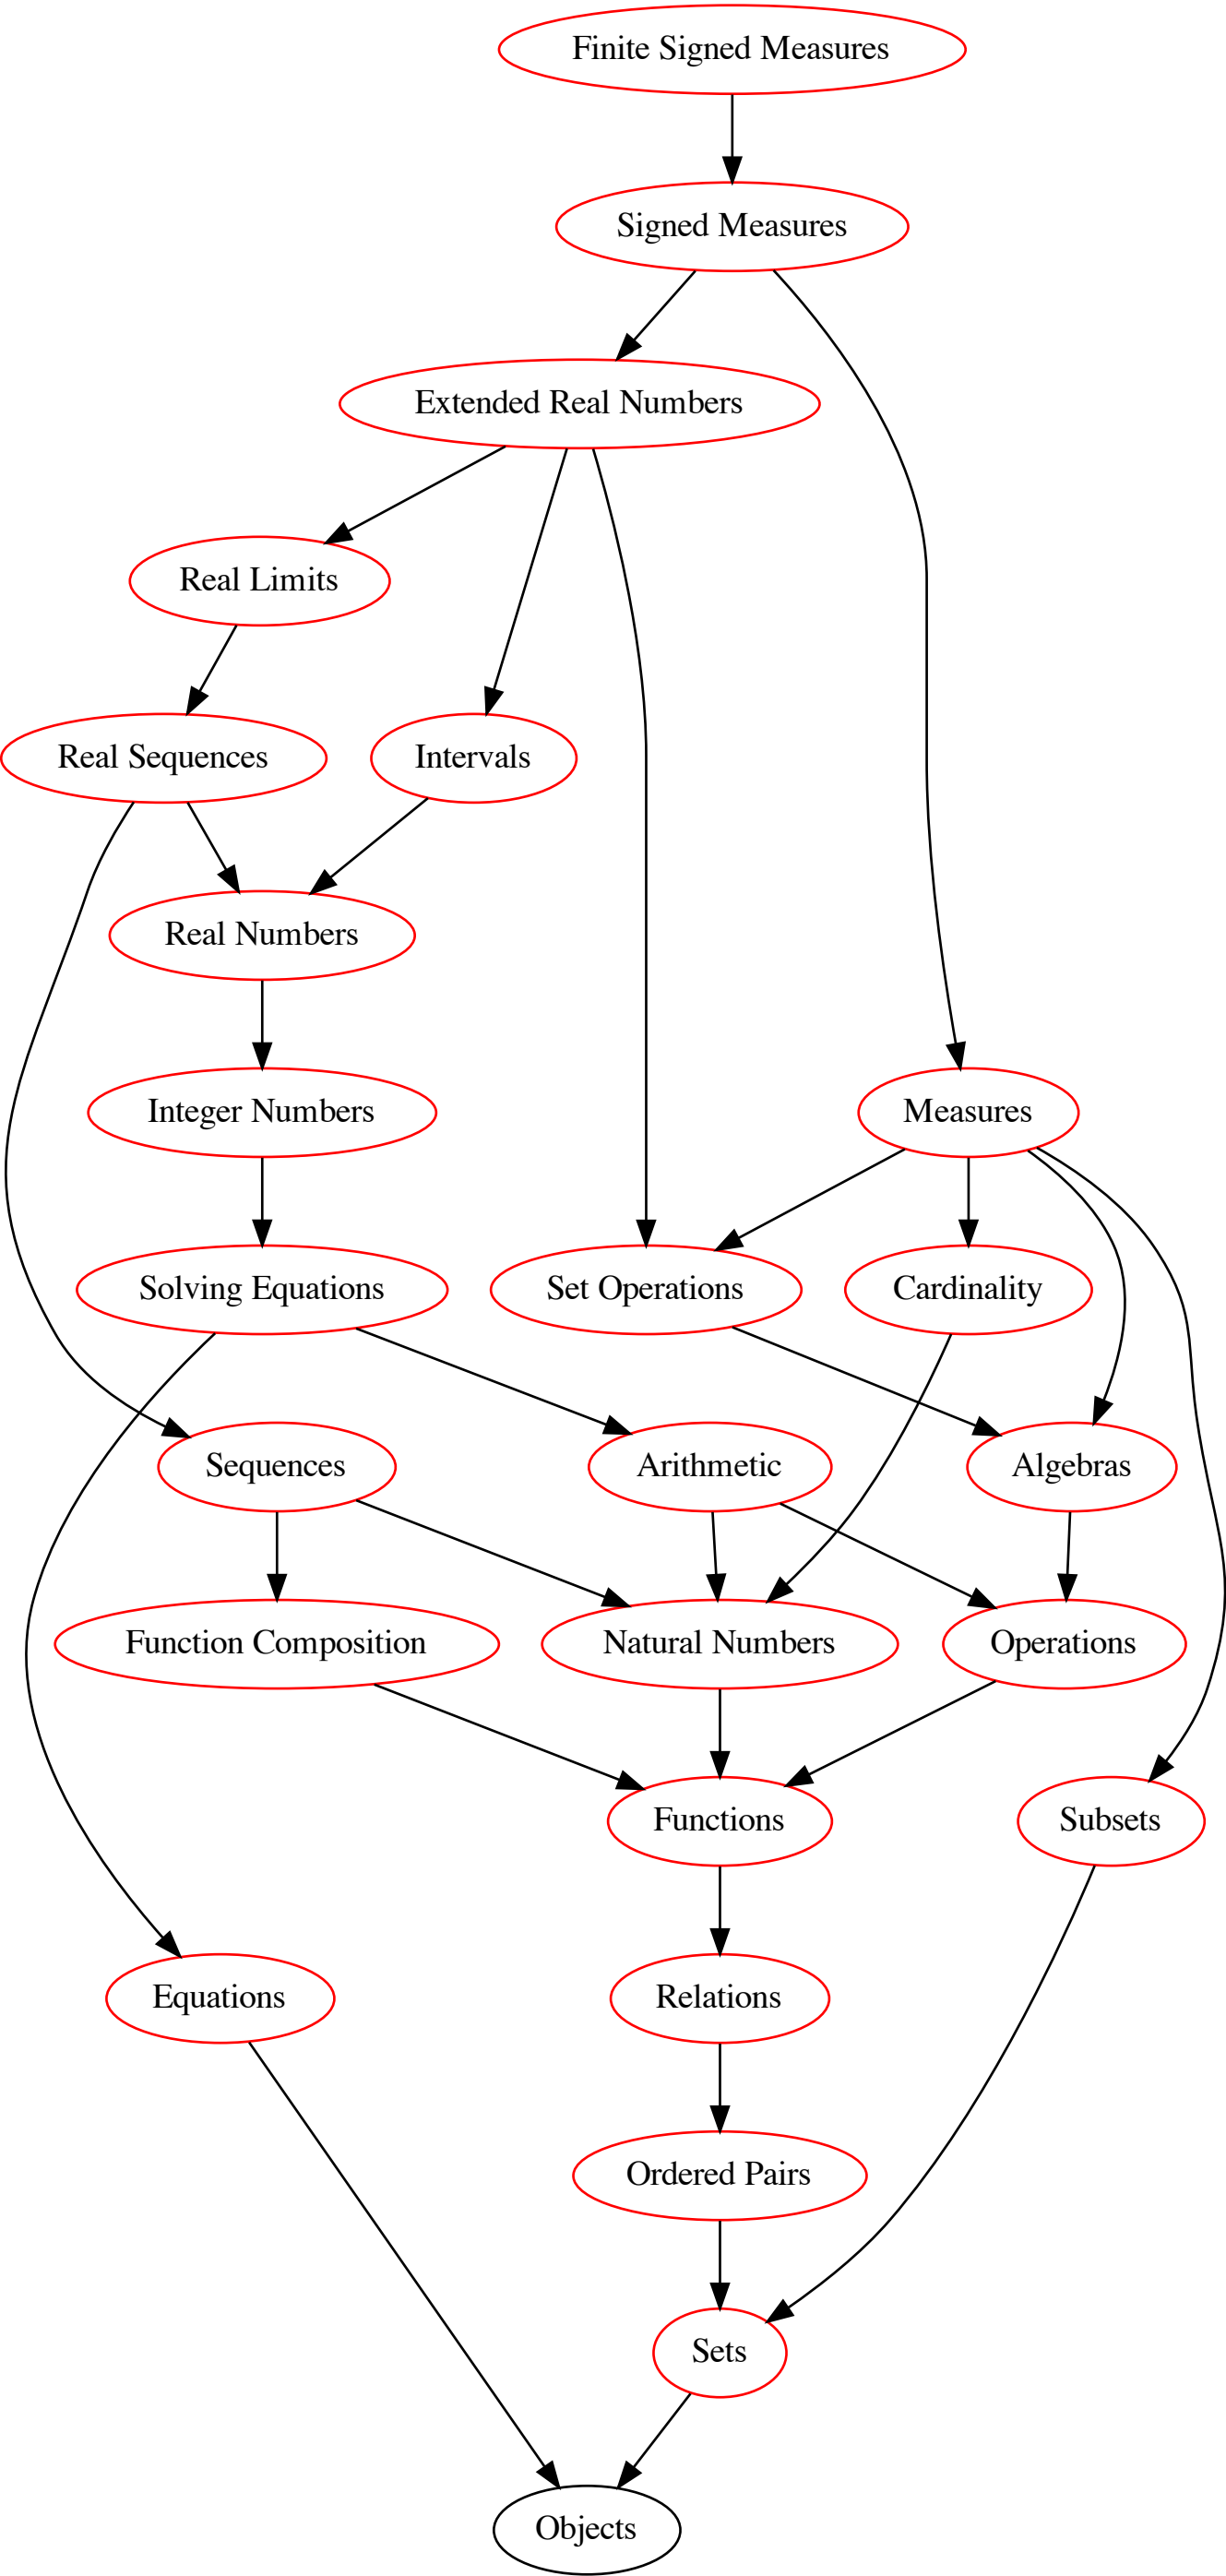 Finite Signed Measures
Signed Measures
Extended Real Numbers
Real Limits
Real Sequences
Intervals
Real Numbers
Integer Numbers
Measures
Solving Equations
Set Operations
Cardinality
Sequences
Arithmetic
Algebras
Function Composition
Natural Numbers
Operations
Functions
Subsets
Equations
Relations
Ordered Pairs
Sets
Objects